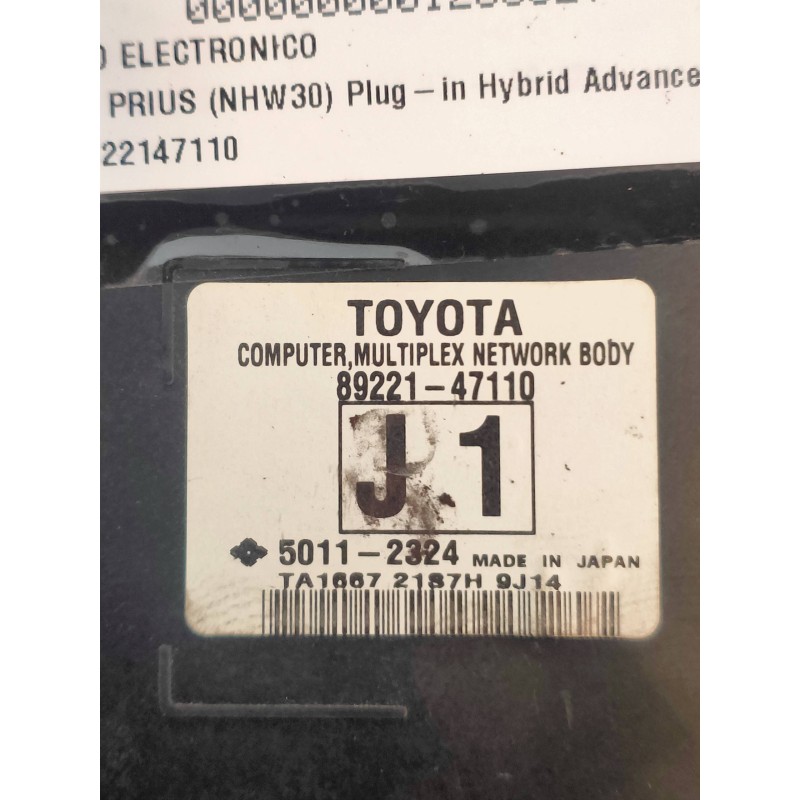 ELECTRONICO
PRIUS (NHW30) Plug-in Hybrid Advance
22147110
TOYOTA
COMPUTER,MULTIPLEX NETWORK BODY
89221-47110
J 1
5011-2324 MADE IN JAPAN
TA1667 2187H 9J14